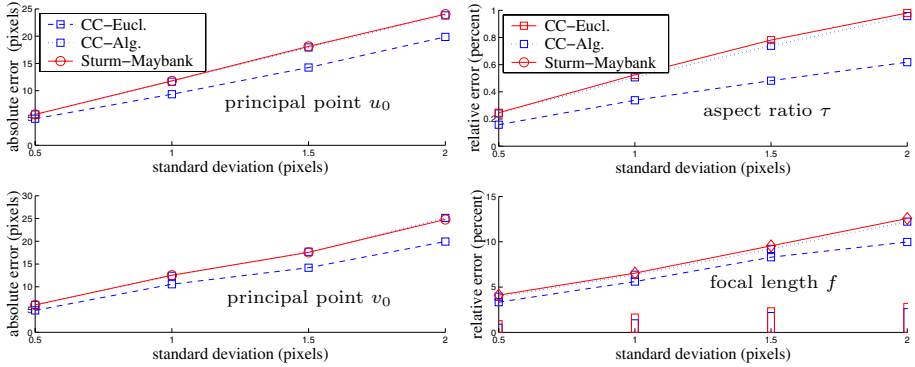 absolute error (pixels)
25
20
15
10
5
0
CC−Eucl.
CC−Alg.
Sturm−Maybank
principal point u0
0.5
1
1.5
2
standard deviation (pixels)
relative error (percent)
1
0.8
0.6
0.4
0.2
0
CC−Eucl.
CC−Alg.
Sturm−Maybank
aspect ratio τ
0.5
1
1.5
2
standard deviation (pixels)
absolute error (pixels)
30
25
20
15
10
5
0
principal point v0
0.5
1
1.5
2
standard deviation (pixels)
relative error (percent)
15
10
5
0
focal length f
0.5
1
1.5
2
standard deviation (pixels)